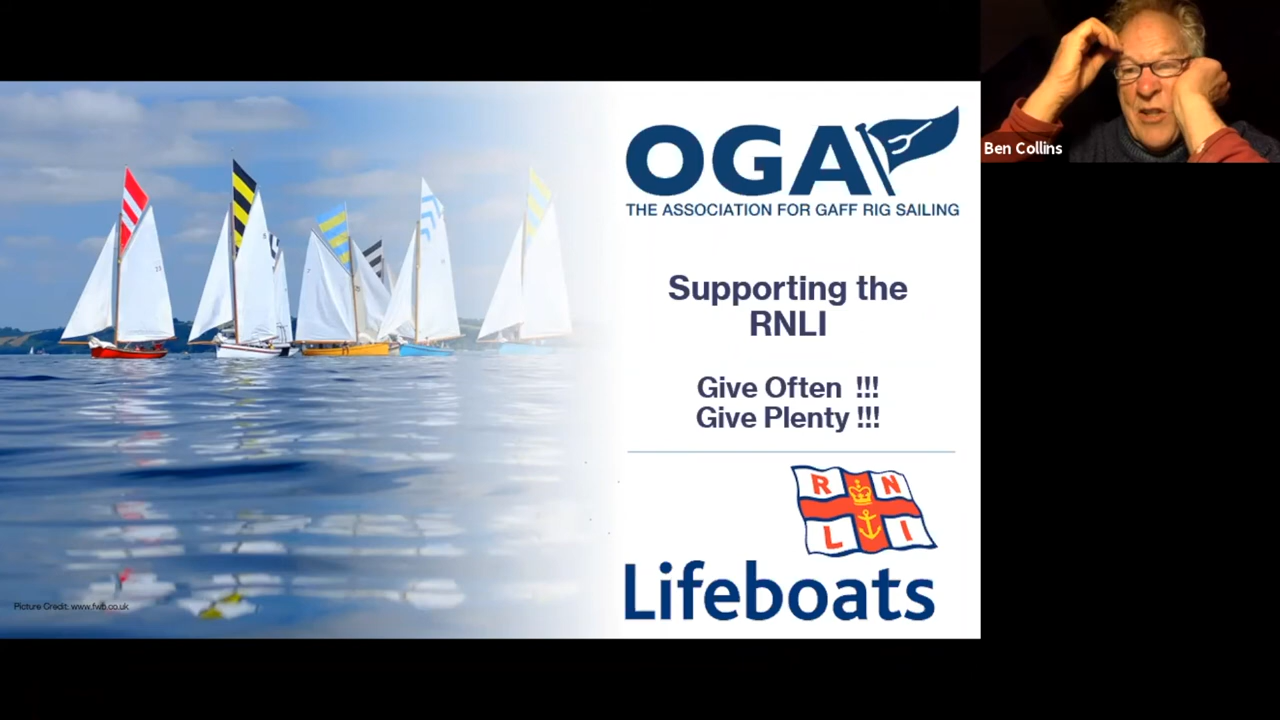 OGA
THE ASSOCIATION FOR GAFF RIG SAILING
Supporting the
RNLI
Give Often !!!
Give Plenty !!!
R N
L I
Lifeboats
Picture Credit: www.fwb.co.uk
Ben Collins